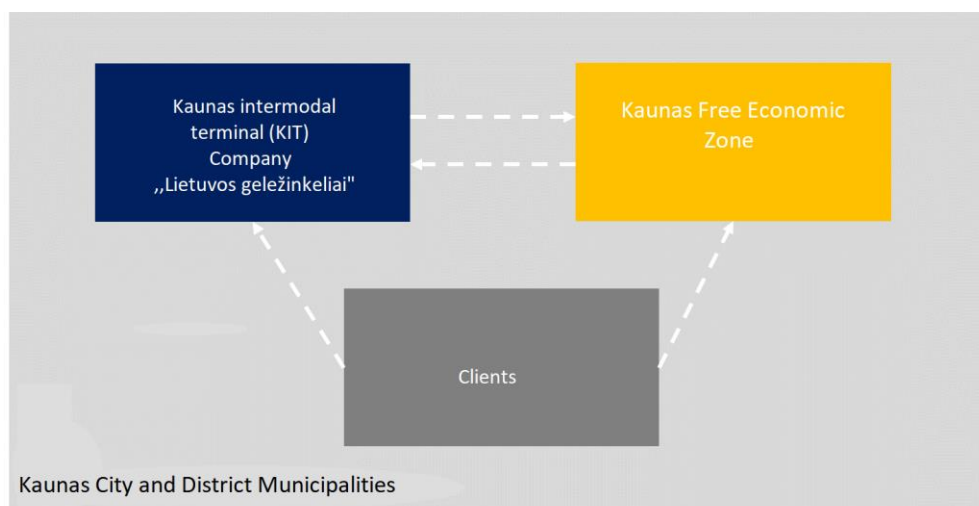 Kaunas intermodal
terminal (KIT)
Company
,,Lietuvos geležinkeliai"
Kaunas Free Economic
Zone
Clients
Kaunas City and District Municipalities